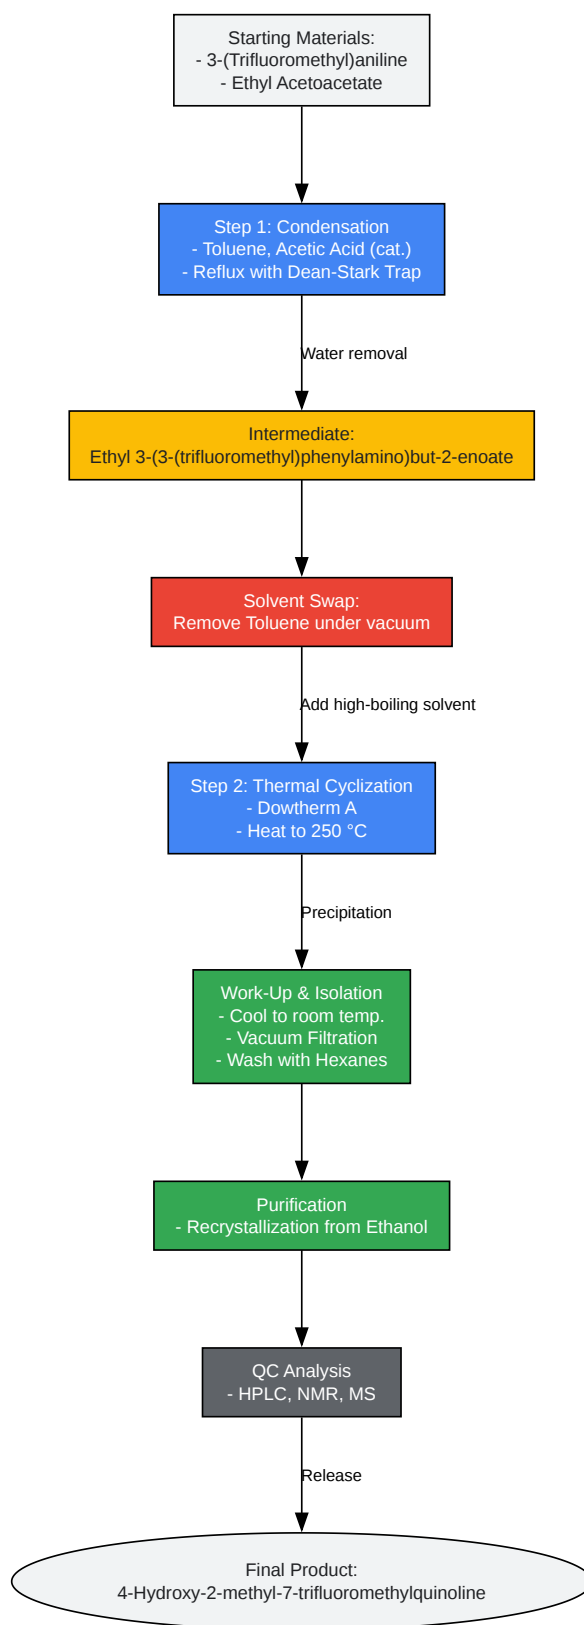 Starting Materials:
- 3-(Trifluoromethyl)aniline
- Ethyl Acetoacetate
Step 1: Condensation
- Toluene, Acetic Acid (cat.)
- Reflux with Dean-Stark Trap
Water removal
Intermediate:
Ethyl 3-(3-(trifluoromethyl)phenylamino)but-2-enoate
Solvent Swap:
Remove Toluene under vacuum
Add high-boiling solvent
Step 2: Thermal Cyclization
- Dowtherm A
- Heat to 250 °C
Precipitation
Work-Up & Isolation
- Cool to room temp.
- Vacuum Filtration
- Wash with Hexanes
Purification
- Recrystallization from Ethanol
QC Analysis
- HPLC, NMR, MS
Release
Final Product:
4-Hydroxy-2-methyl-7-trifluoromethylquinoline